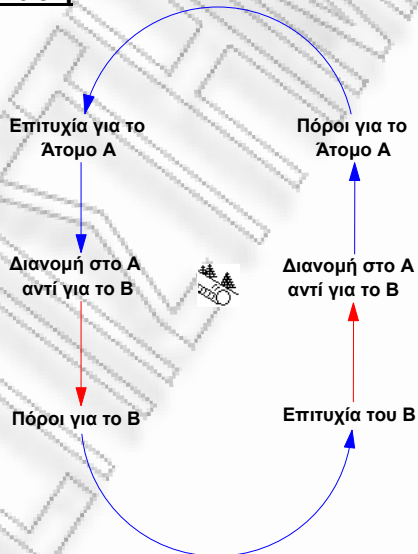 Επιτυχία για το
Άτομο Α
Πόροι για το
Άτομο Α
Διανομή στο Α
αντί για το Β
Διανομή στο Α
αντί για το Β
Πόροι για το Β
Επιτυχία του Β